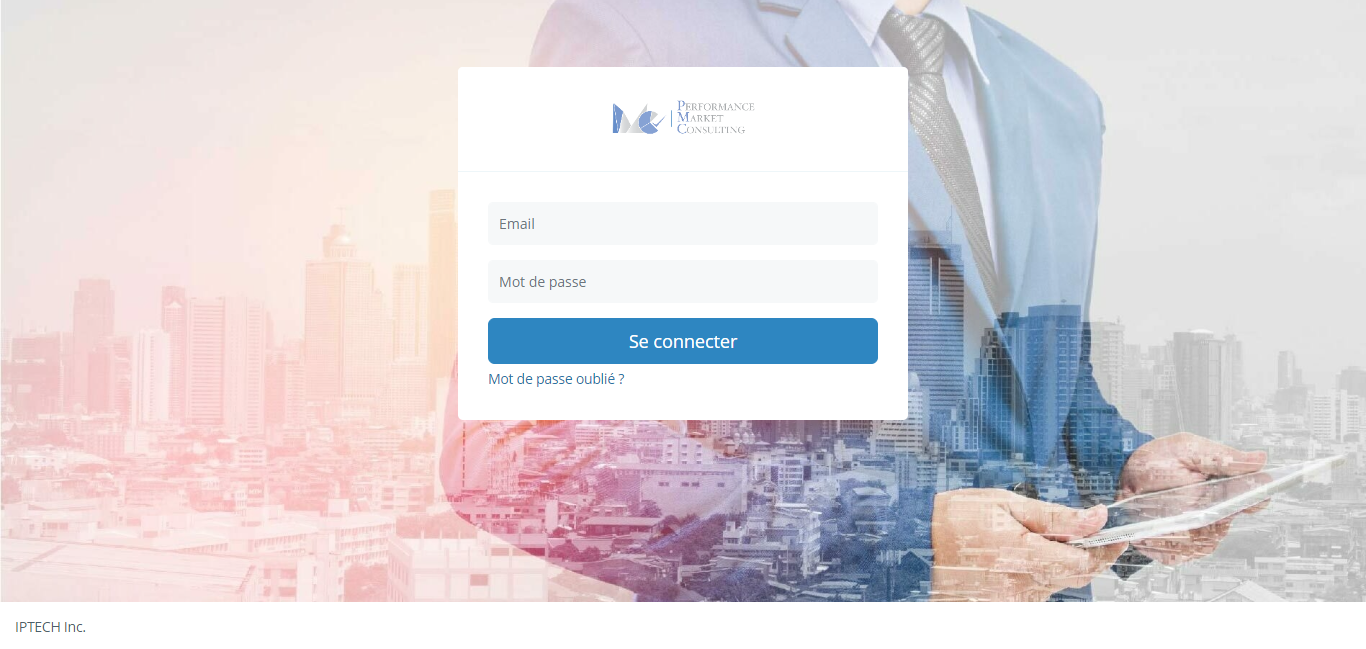 PERFORMANCE
MARKET
CONSULTING
Email
Mot de passe
Se connecter
Mot de passe oublié ?
IPTECH Inc.